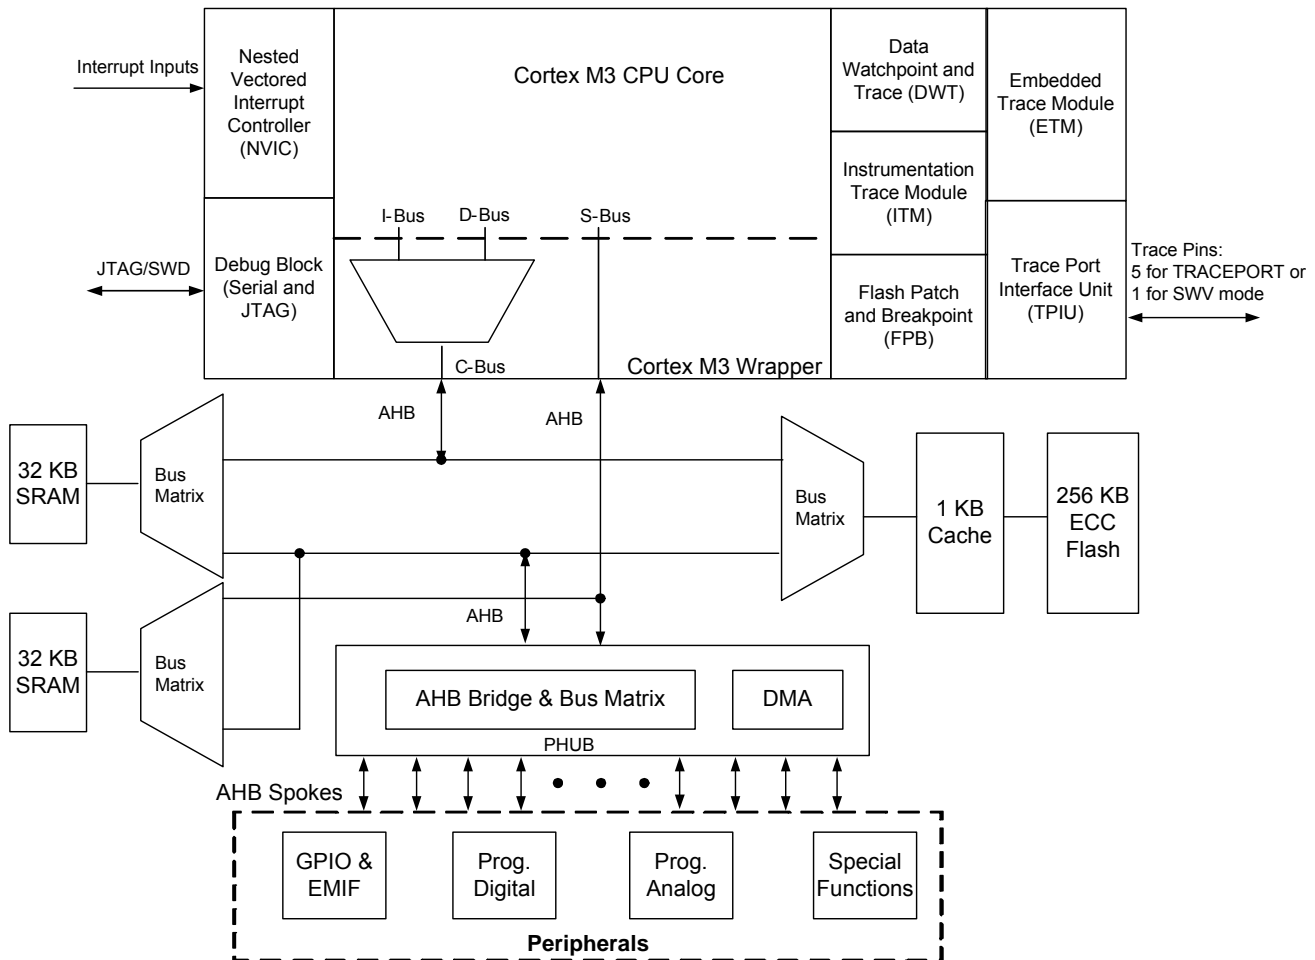 Interrupt Inputs
Nested
Vectored
Interrupt
Controller
(NVIC)
Cortex M3 CPU Core
Data
Watchpoint and
Trace (DWT)
Embedded
Trace Module
(ETM)
Instrumentation
Trace Module
(ITM)
I-Bus
D-Bus
S-Bus
JTAG/SWD
Debug Block
(Serial and
JTAG)
Flash Patch
and Breakpoint
(FPB)
Trace Port
Interface Unit
(TPIU)
Trace Pins:
5 for TRACEPORT or
1 for SWV mode
C-Bus
Cortex M3 Wrapper
AHB
AHB
32 KB
SRAM
Bus
Matrix
Bus
Matrix
1 KB
Cache
256 KB
ECC
Flash
AHB
32 KB
SRAM
Bus
Matrix
AHB Bridge & Bus Matrix
DMA
PHUB
AHB Spokes
GPIO &
EMIF
Prog.
Digital
Prog.
Analog
Special
Functions
Peripherals